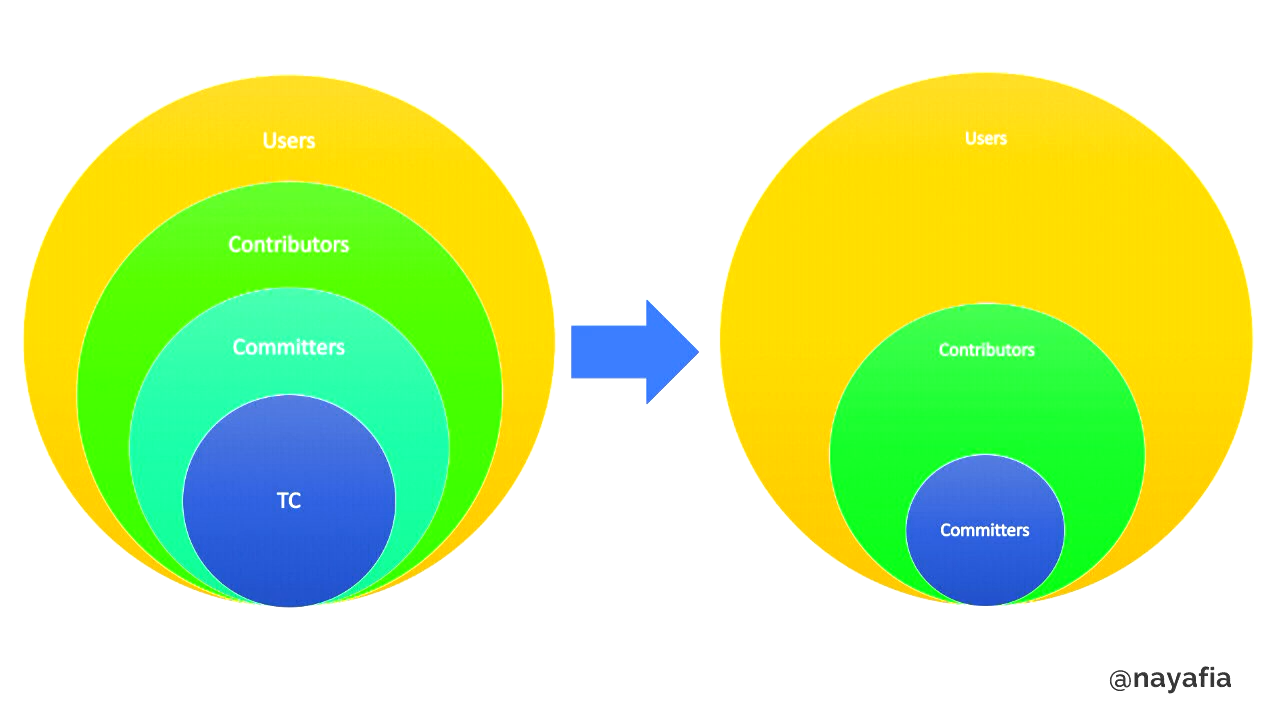 Users
Contributors
Committers
TC
Users
Contributors
Committers
@nayafia